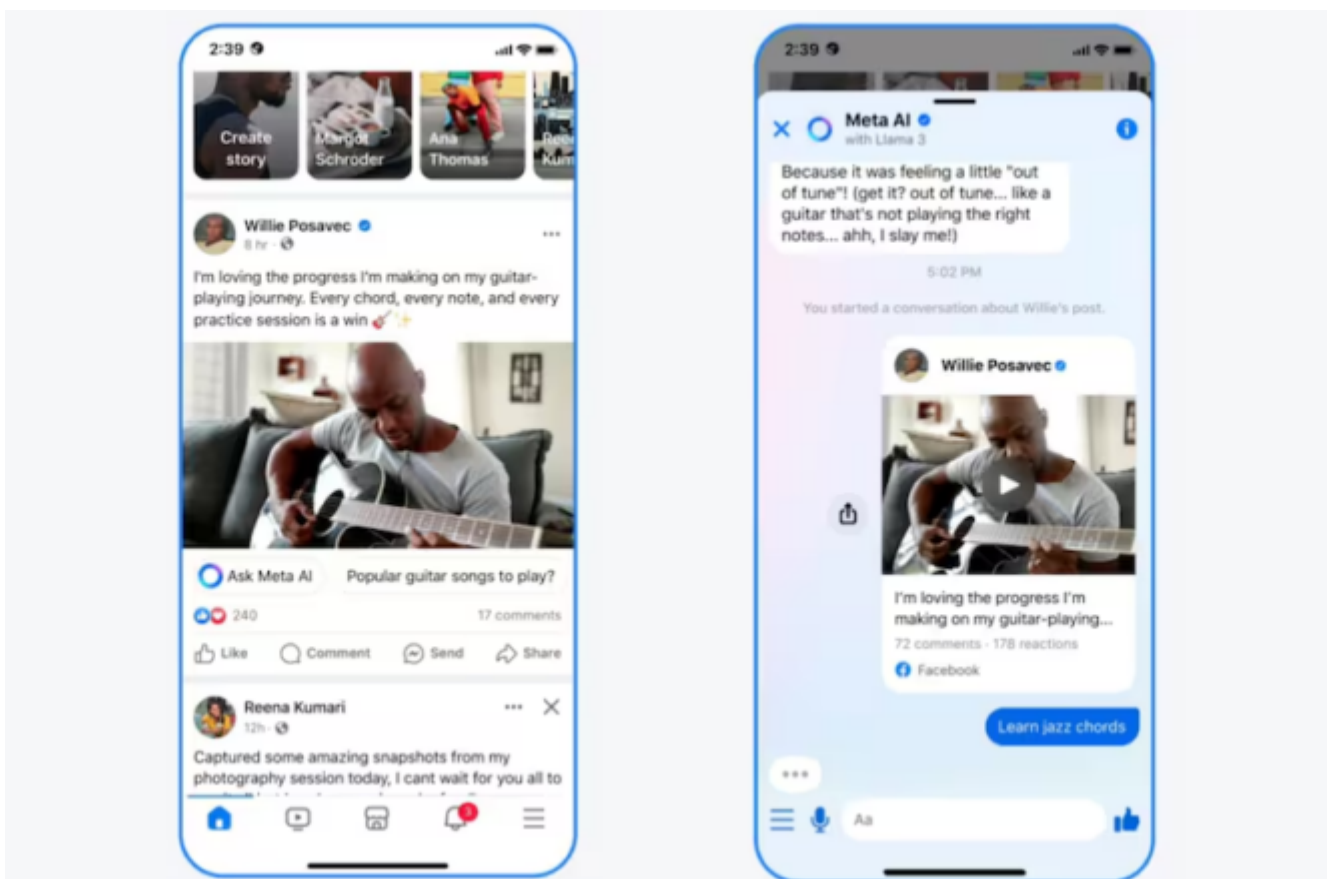 2:39
Create
story
Margot
Schroder
Ana
Thomas
Willie Posavec
8 hr
I'm loving the progress I'm making on my guitar-
playing journey. Every chord, every note, and every
practice session is a win
Ask Meta AI
Popular guitar songs to play?
240
17 comments
Like
Comment
Send
Share
Reena Kumari
12h
Captured some amazing snapshots from my
photography session today, I cant wait for you all to
3
2:39
Meta AI
with Llama 3
Because it was feeling a little "out
of tune"! (get it? out of tune... like a
guitar that's not playing the right
notes... ahh, I slay me!)
5:02 PM
You started a conversation about Willie's post.
Willie Posavec
I'm loving the progress I'm
making on my guitar-playing...
72 comments · 178 reactions
Facebook
Learn jazz chords
Aa